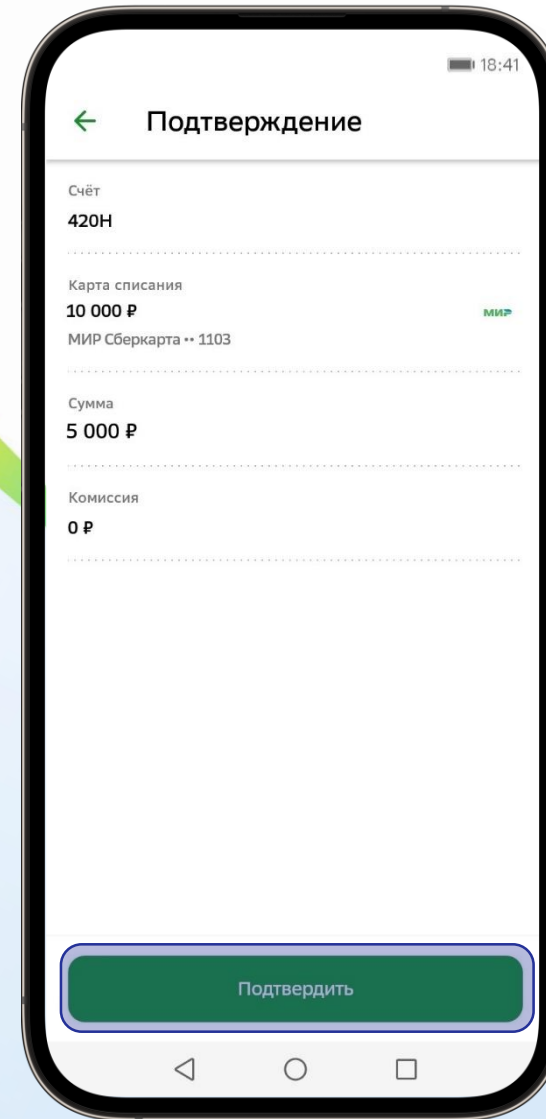 18:41
Подтверждение
Счёт
420Н
Карта списания
10 000 ₽
МИР
МИР Сберкарта •• 1103
Сумма
5 000 ₽
Комиссия
0 ₽
Подтвердить